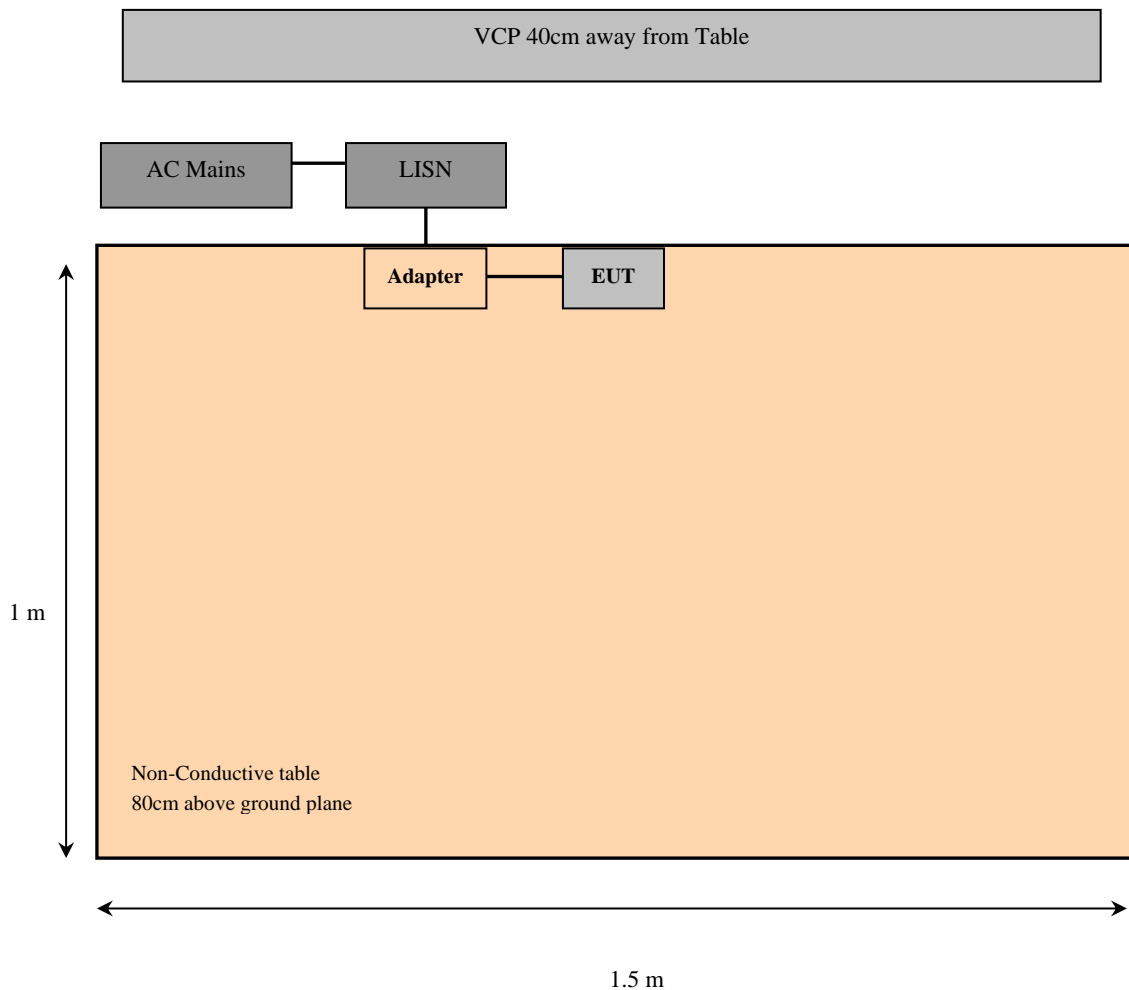 VCP 40cm away from Table
AC Mains
LISN
Adapter
EUT
1 m
Non-Conductive table
80cm above ground plane
1.5 m